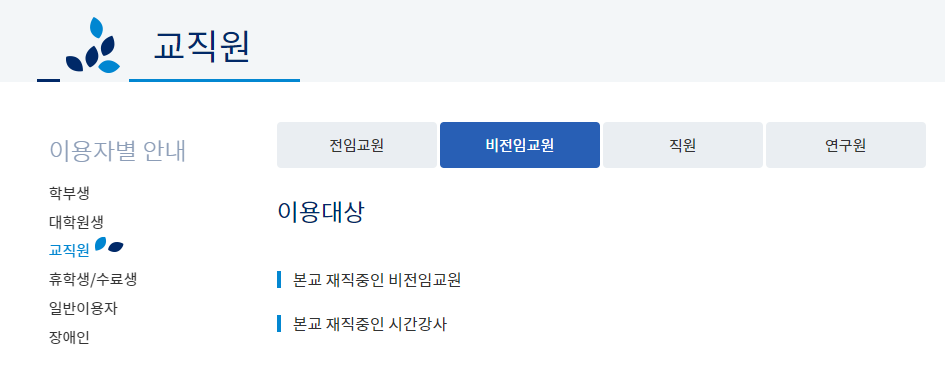 교직원
이용자별 안내
학부생
대학원생
교직원
휴학생/수료생
일반이용자
장애인
전임교원
비전임교원
직원
연구원
이용대상
본교 재직중인 비전임교원
본교 재직중인 시간강사